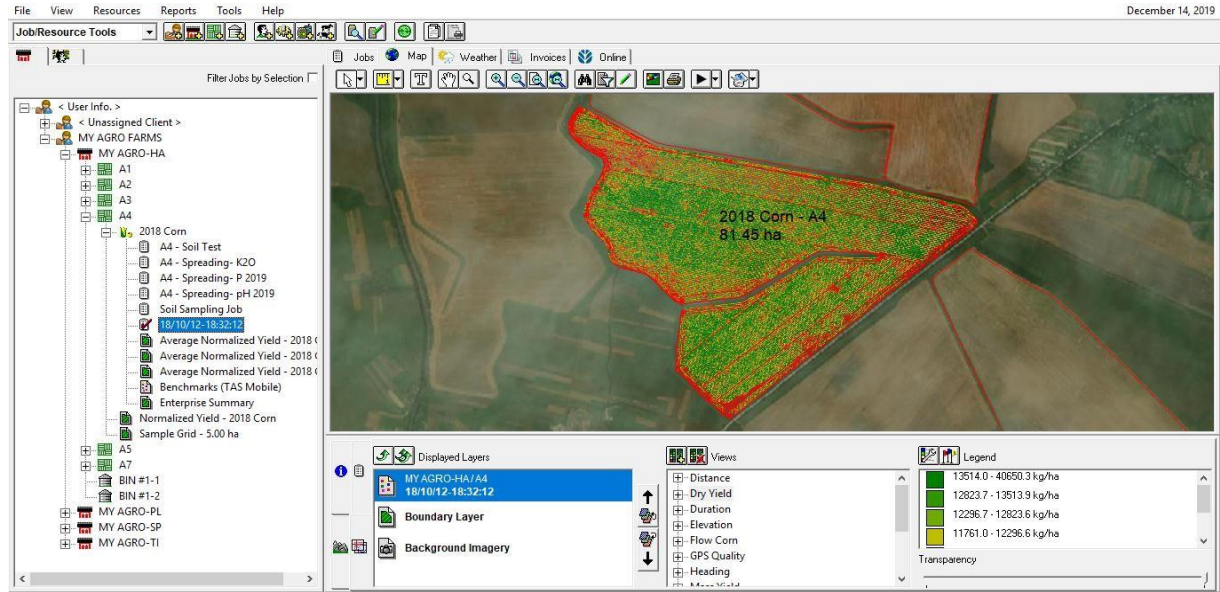 File View Resources Reports Tools Help
December 14, 2019
Job/Resource Tools
Jobs Map Weather Invoices Online
Filter Jobs by Selection
< User Info. >
< Unassigned Client >
MY AGRO FARMS
MY AGRO-HA
A1
A2
A3
A4
2018 Corn
A4 - Soil Test
A4 - Spreading- K2O
A4 - Spreading- P 2019
A4 - Spreading- pH 2019
Soil Sampling Job
18/10/12-18:32:12
Average Normalized Yield - 2018
Average Normalized Yield - 2018
Average Normalized Yield - 2018
Benchmarks (TAS Mobile)
Enterprise Summary
Normalized Yield - 2018 Corn
Sample Grid - 5.00 ha
A5
A7
BIN #1-1
BIN #1-2
MY AGRO-PL
MY AGRO-SP
MY AGRO-TI
2018 Corn - A4
81.45 ha
Displayed Layers
MY AGRO-HA/A4
18/10/12-18:32:12
Boundary Layer
Background Imagery
Views
Distance
Dry Yield
Duration
Elevation
Flow Corn
GPS Quality
Heading
Legend
13514.0 - 40650.3 kg/ha
12823.7 - 13513.9 kg/ha
12296.7 - 12823.6 kg/ha
11761.0 - 12296.6 kg/ha
Transparency